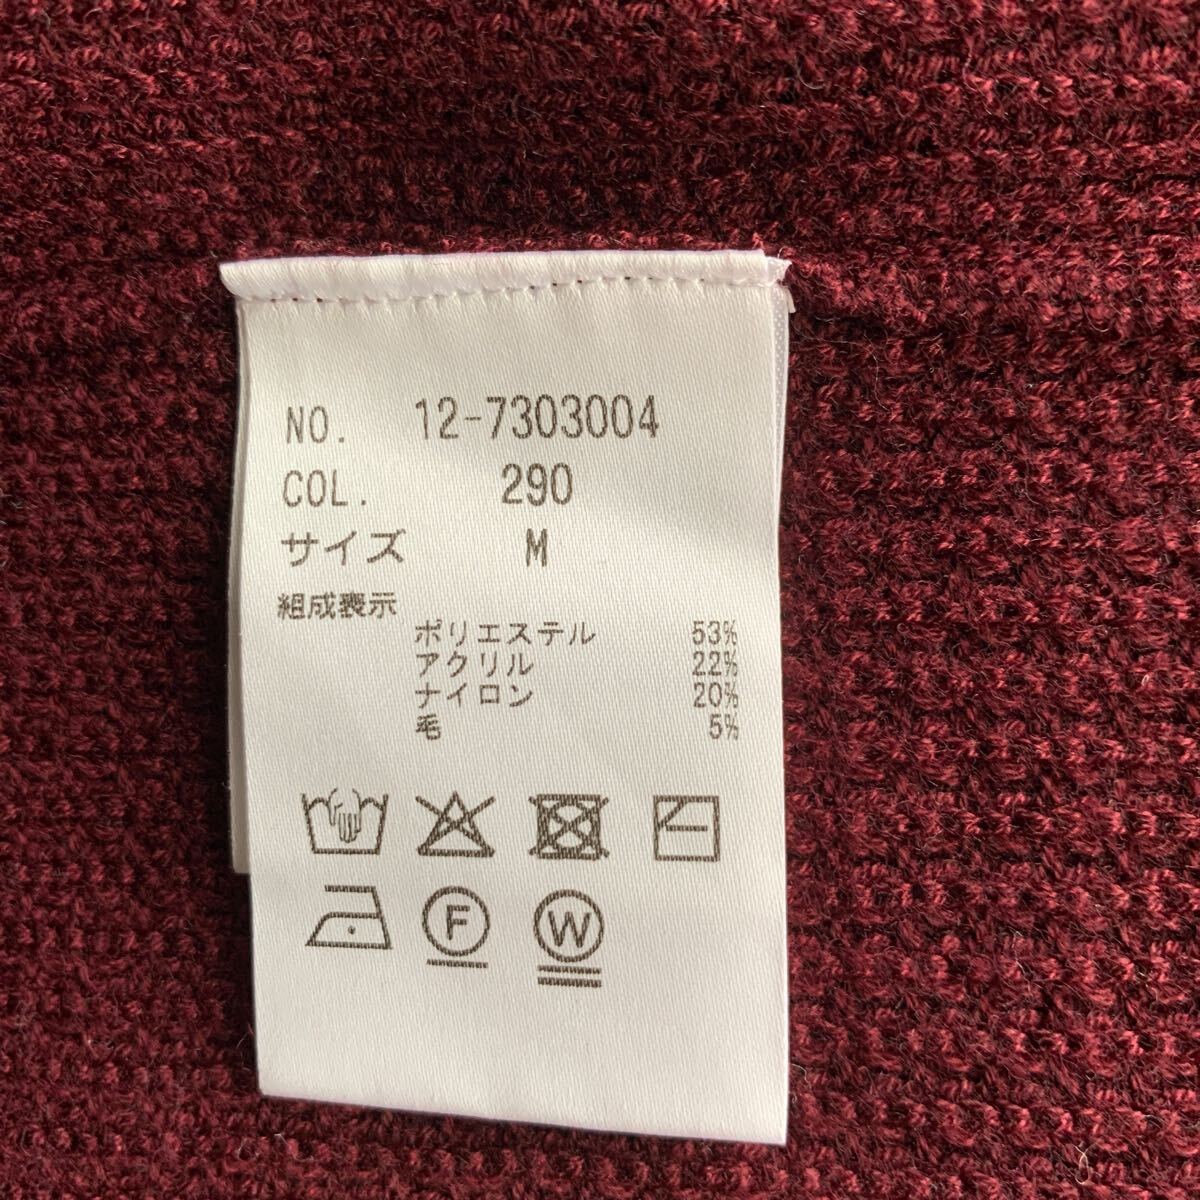 NO. 12-7303004
COL. 290
サイズ M
組成表示
ポリエステル 53%
アクリル 22%
ナイロン 20%
毛 5%
F W